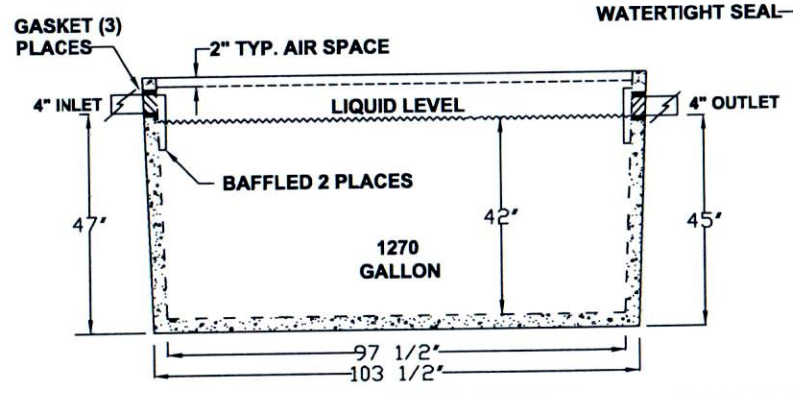 WATERTIGHT SEAL
GASKET (3)
PLACES
2" TYP. AIR SPACE
4" INLET
LIQUID LEVEL
4" OUTLET
BAFFLED 2 PLACES
47"
42"
45"
1270
GALLON
97 1/2"
103 1/2"